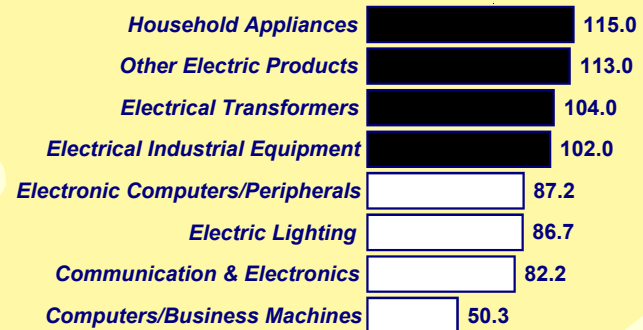 Household Appliances 115.0
Other Electric Products 113.0
Electrical Transformers 104.0
Electrical Industrial Equipment 102.0
Electronic Computers/Peripherals 87.2
Electric Lighting 86.7
Communication & Electronics 82.2
Computers/Business Machines 50.3